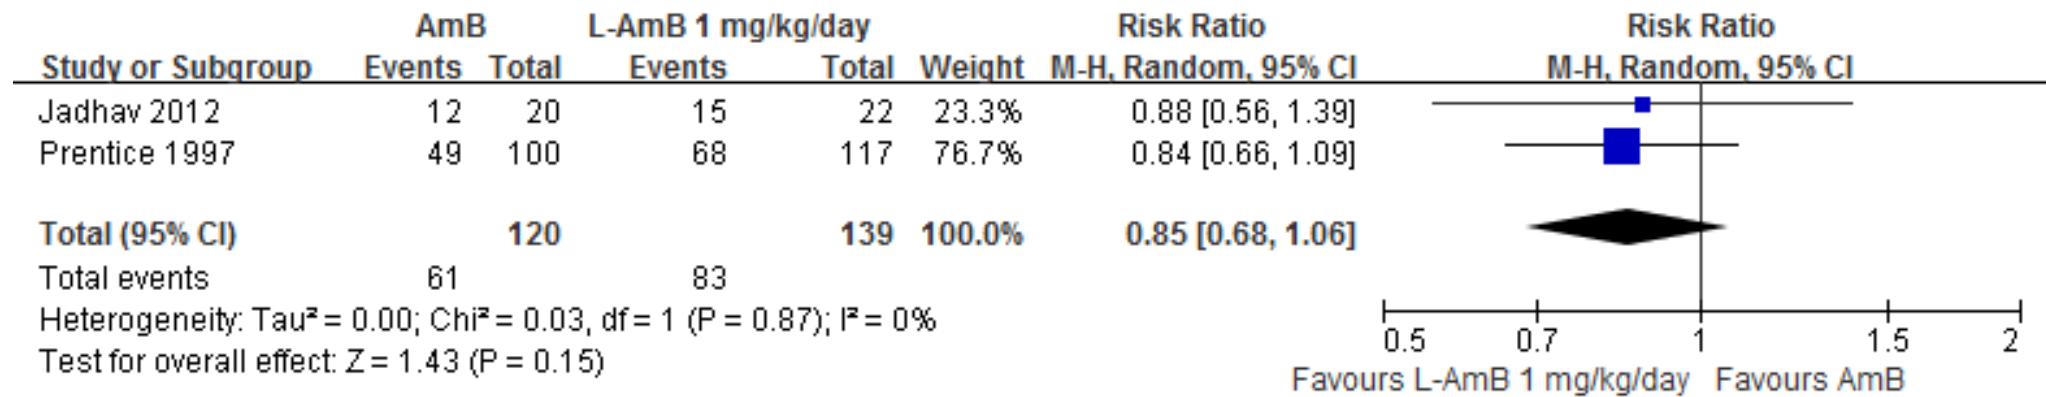 AmB L-AmB 1 mg/kg/day Risk Ratio Risk Ratio
Study or Subgroup Events Total Events Total Weight M-H, Random, 95% CI M-H, Random, 95% CI
Jadhav 2012 12 20 15 22 23.3% 0.88 [0.56, 1.39]
Prentice 1997 49 100 68 117 76.7% 0.84 [0.66, 1.09]
Total (95% CI) 120 139 100.0% 0.85 [0.68, 1.06]
Total events 61 83
Heterogeneity: Tau² = 0.00; Chi² = 0.03, df = 1 (P = 0.87); I² = 0%
Test for overall effect: Z = 1.43 (P = 0.15)
0.5 0.7 1 1.5 2
Favours L-AmB 1 mg/kg/day Favours AmB